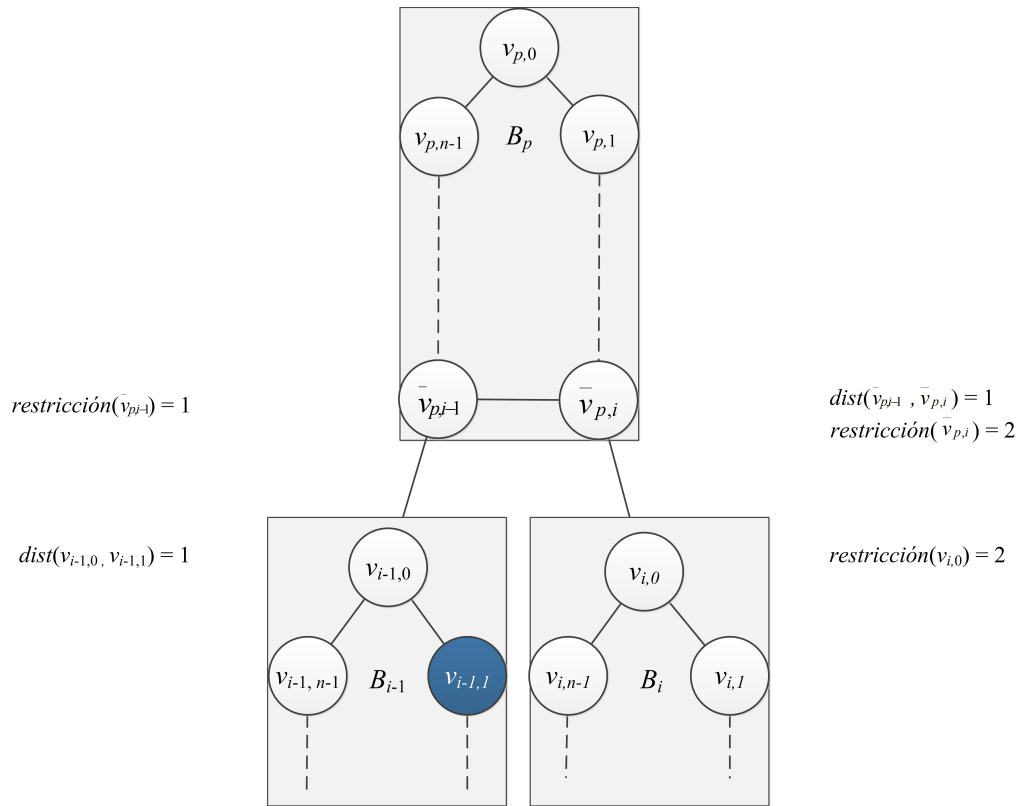 v_{p,0}
v_{p,n-1} B_p v_{p,1}
v̄_{p,i-1} v̄_{p,i}
restricción(v̄_{p,i-1}) = 1
dist(v̄_{p,i-1} , v̄_{p,i}) = 1
restricción(v̄_{p,i}) = 2
dist(v_{i-1,0} , v_{i-1,1}) = 1
v_{i-1,0} v_{i,0}
restricción(v_{i,0}) = 2
v_{i-1, n-1} B_{i-1} v_{i-1,1}
v_{i,n-1} B_i v_{i,1}